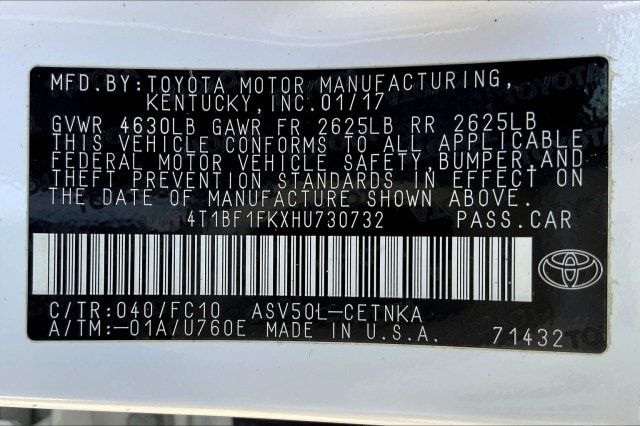 MFD.BY: TOYOTA MOTOR MANUFACTURING,
KENTUCKY, INC. 01/17
GVWR 4630LB GAWR FR 2625LB RR 2625LB
THIS VEHICLE CONFORMS TO ALL APPLICABLE
FEDERAL MOTOR VEHICLE SAFETY, BUMPER, AND
THEFT PREVENTION STANDARDS IN EFFECT ON
THE DATE OF MANUFACTURE SHOWN ABOVE.
4T1BF1FKXHU730732 PASS.CAR
C/TR: 040/FC10 ASV50L-CETNKA
A/TM:-01A/U760E MADE IN U.S.A. 71432